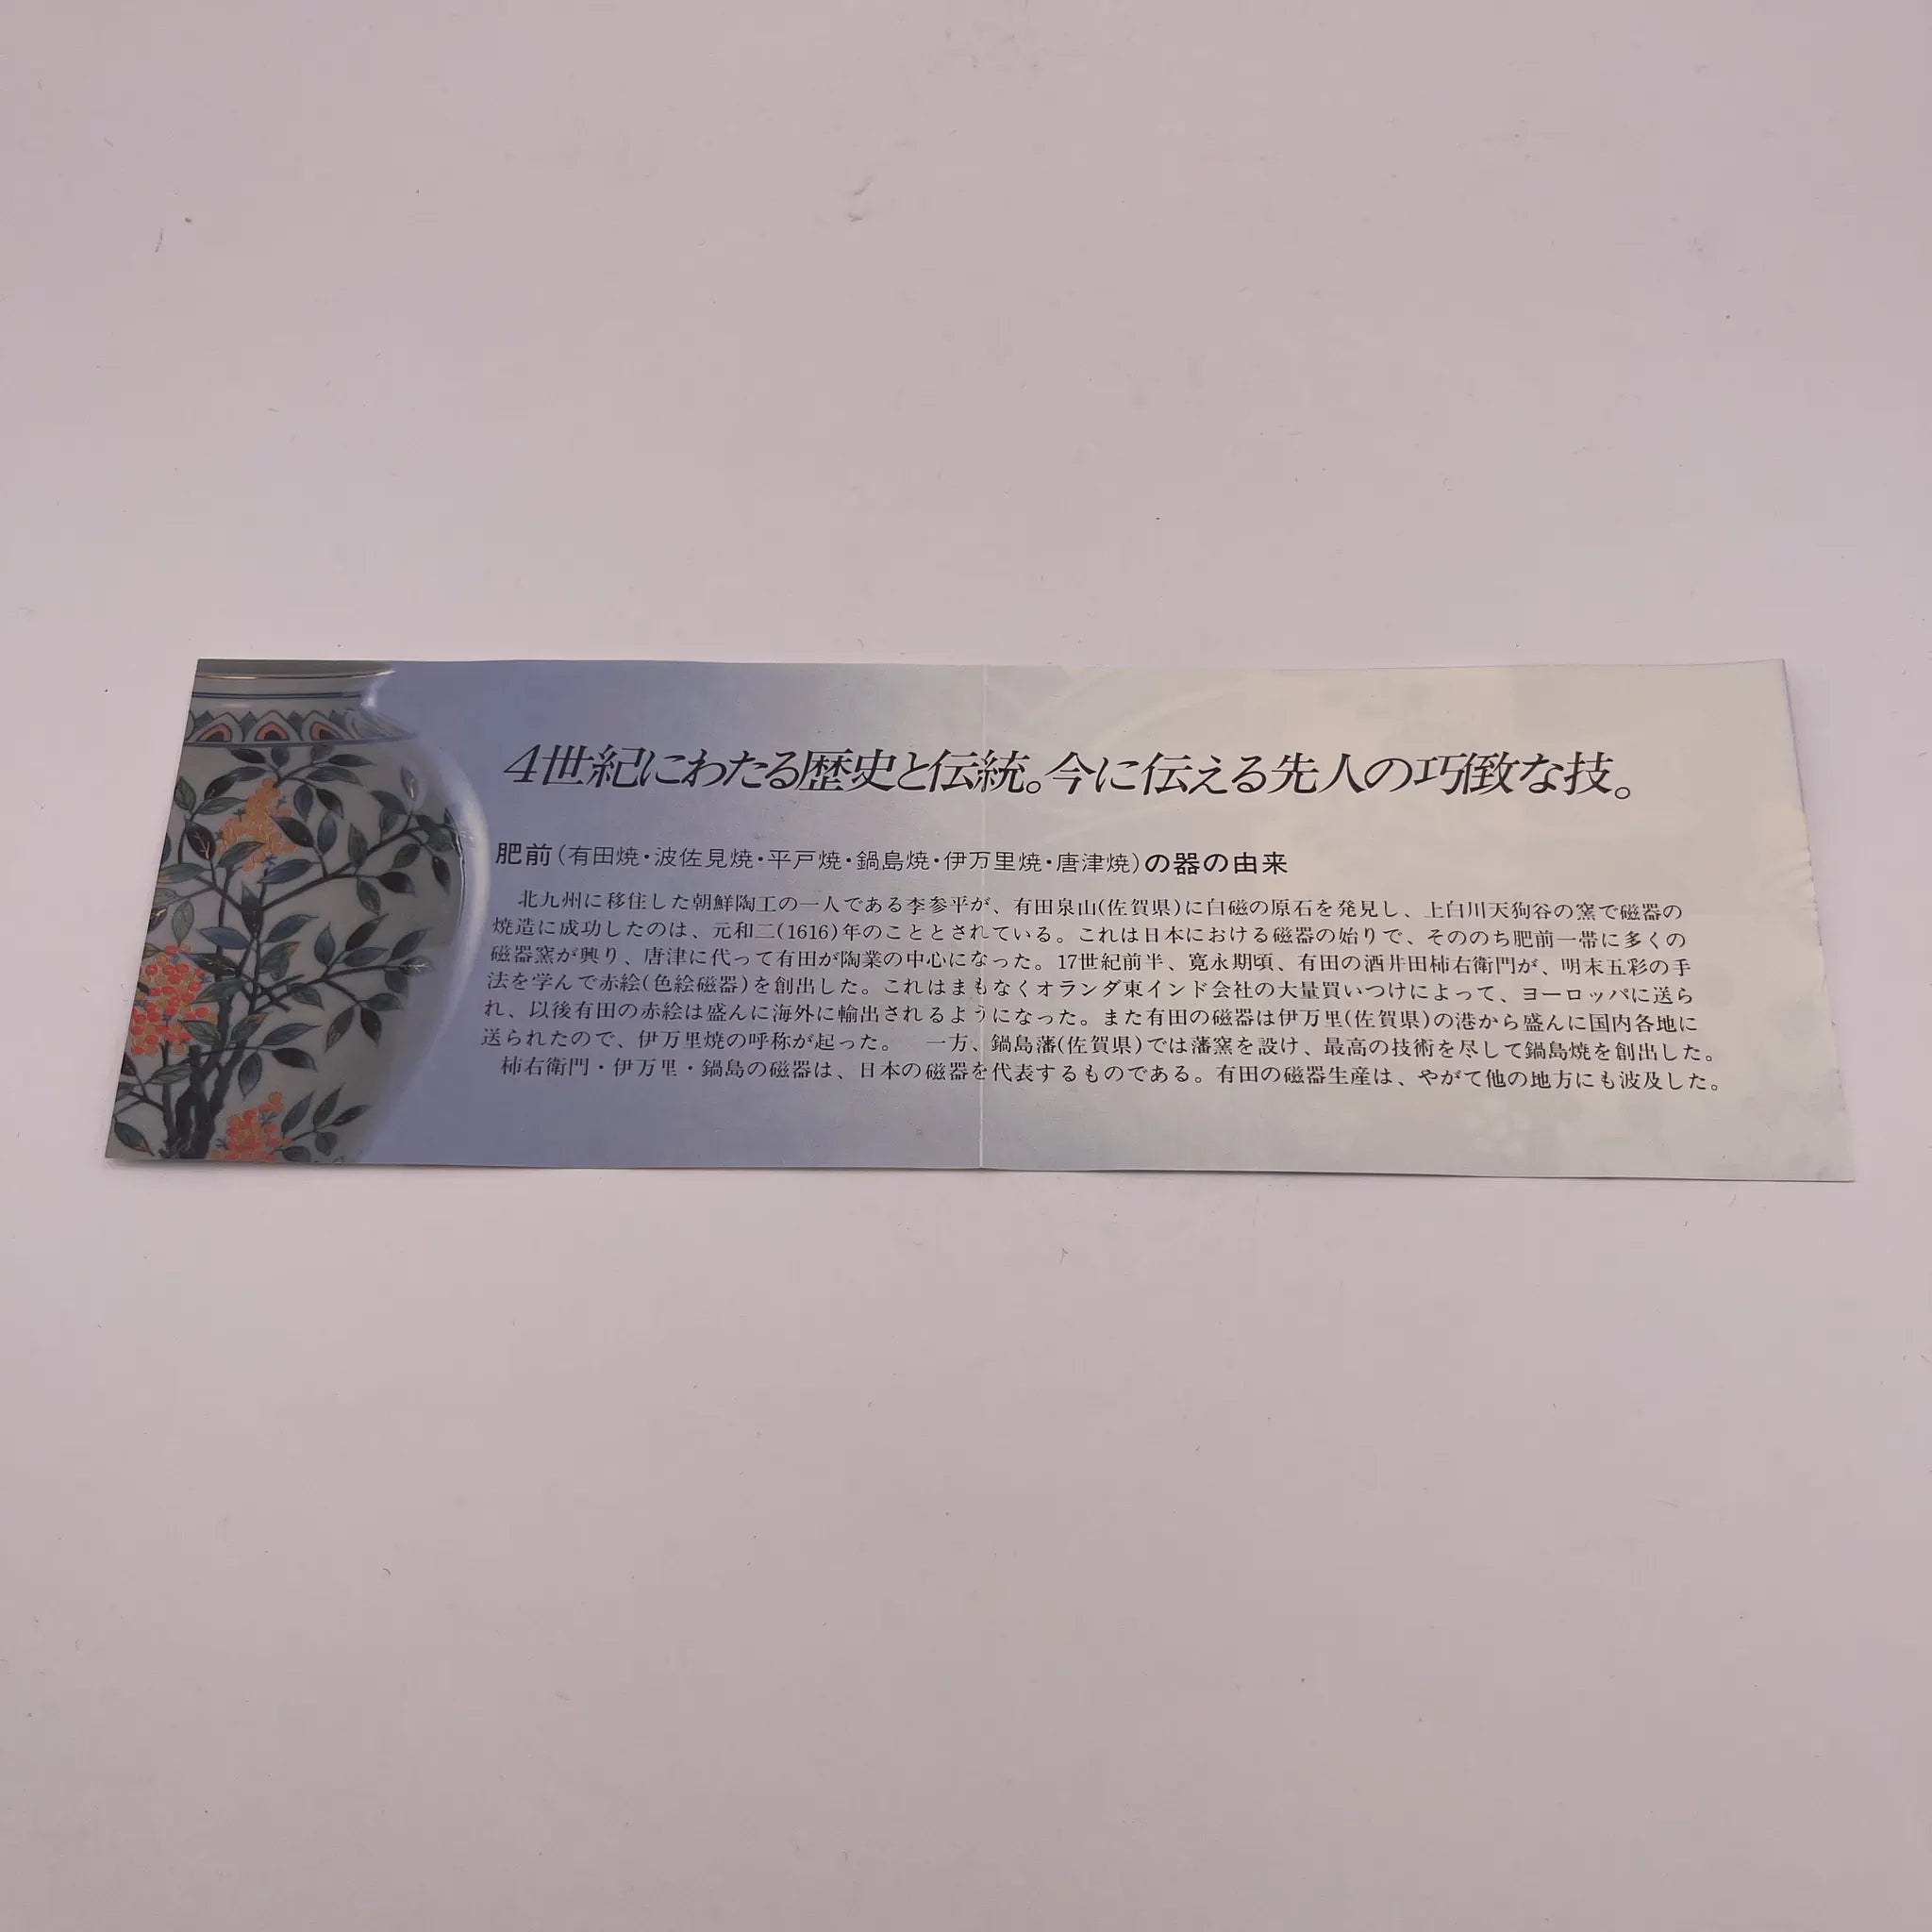 4世紀にわたる歴史と伝統。今に伝える先人の巧緻な技。
肥前(有田焼・波佐見焼・平戸焼・鍋島焼・伊万里焼・唐津焼)の器の由来
北九州に移住した朝鮮陶工の一人である李参平が、有田泉山(佐賀県)に白磁の原石を発見し、上白川天狗谷の窯で磁器の
焼造に成功したのは、元和二(1616)年のこととされている。これは日本における磁器の始りで、そののち肥前一帯に多くの
磁器窯が興り、唐津に代って有田が陶業の中心になった。17世紀前半、寛永期頃、有田の酒井田柿右衛門が、明末五彩の手
法を学んで赤絵(色絵磁器)を創出した。これはまもなくオランダ東インド会社の大量買いつけによって、ヨーロッパに送ら
れ、以後有田の赤絵は盛んに海外に輸出されるようになった。また有田の磁器は伊万里(佐賀県)の港から盛んに国内各地に
送られたので、伊万里焼の呼称が起った。　一方、鍋島藩(佐賀県)では藩窯を設け、最高の技術を尽して鍋島焼を創出した。
柿右衛門・伊万里・鍋島の磁器は、日本の磁器を代表するものである。有田の磁器生産は、やがて他の地方にも波及した。